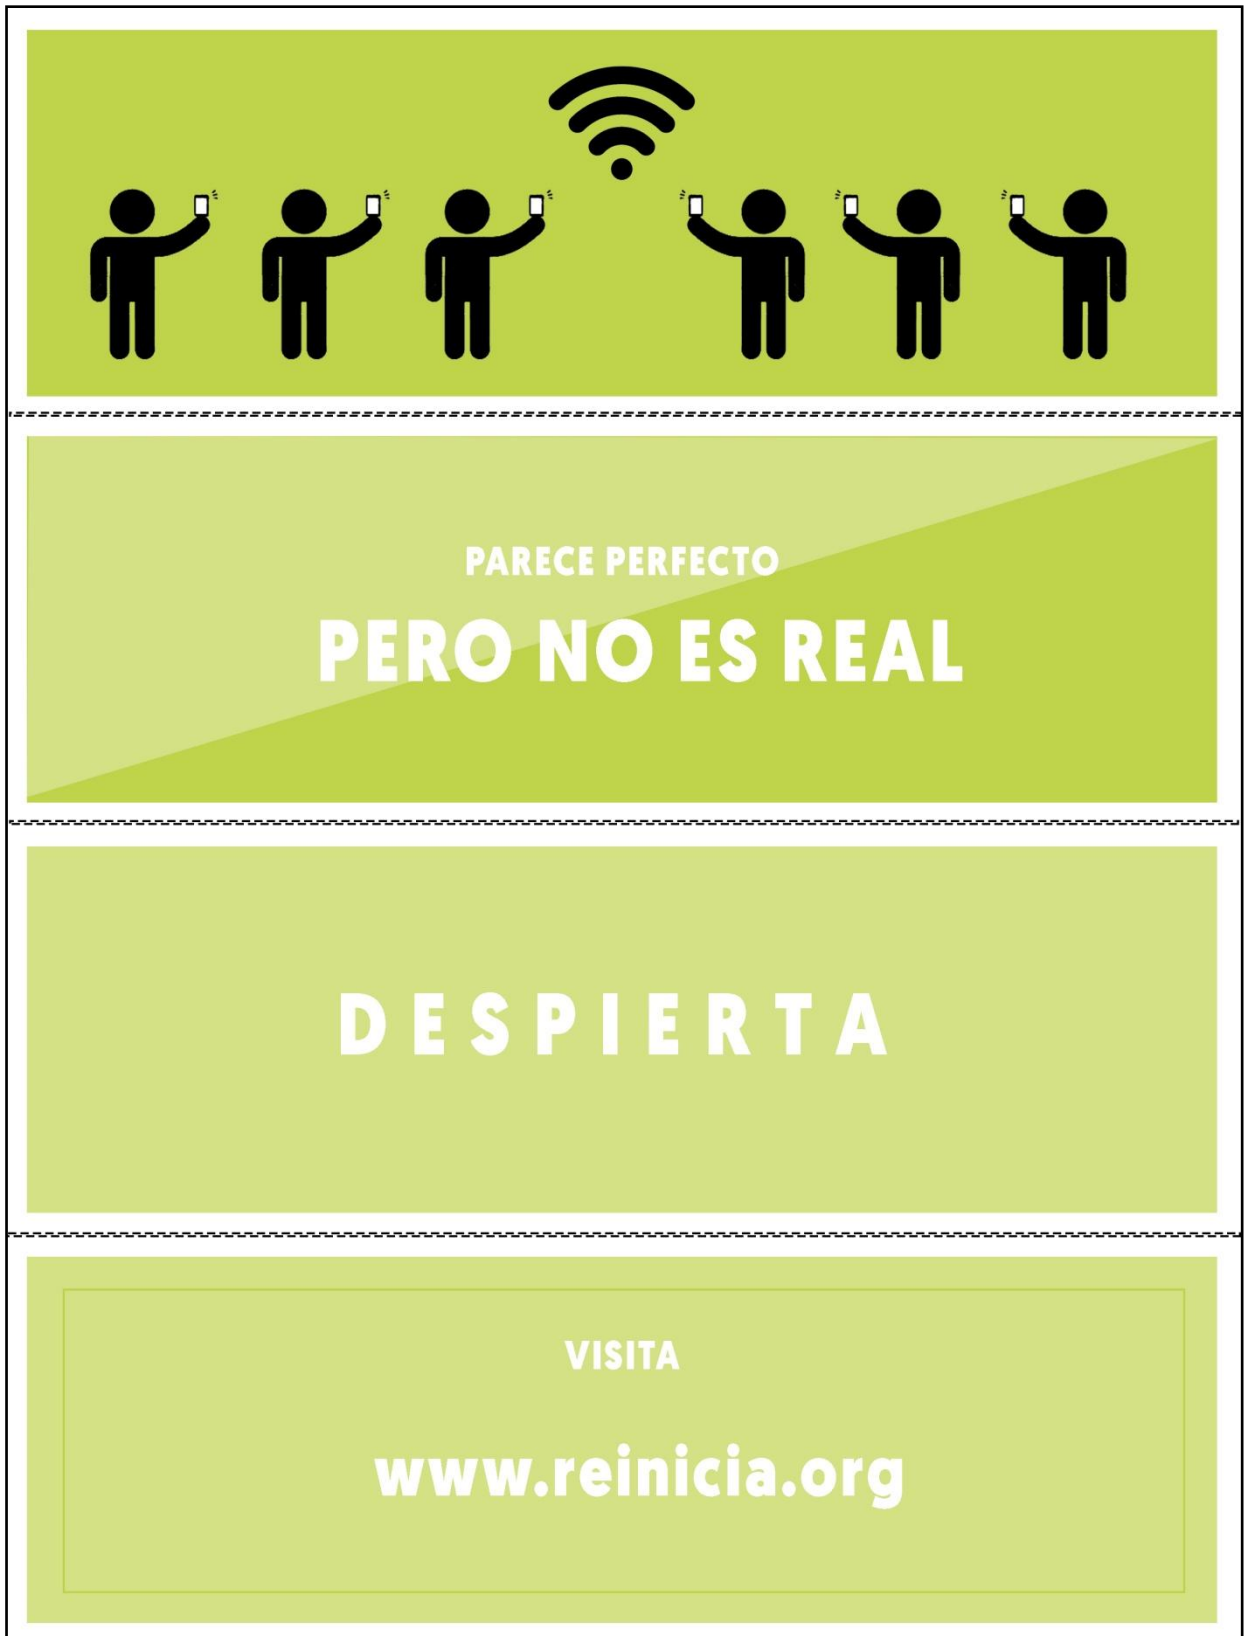 PARECE PERFECTO
PERO NO ES REAL
DESPIERTA
VISITA
www.reinicia.org